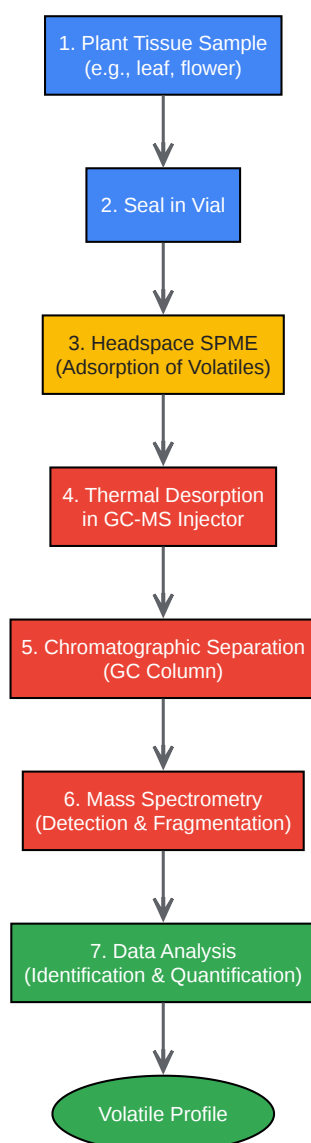 1. Plant Tissue Sample
(e.g., leaf, flower)
2. Seal in Vial
3. Headspace SPME
(Adsorption of Volatiles)
4. Thermal Desorption
in GC-MS Injector
5. Chromatographic Separation
(GC Column)
6. Mass Spectrometry
(Detection & Fragmentation)
7. Data Analysis
(Identification & Quantification)
Volatile Profile